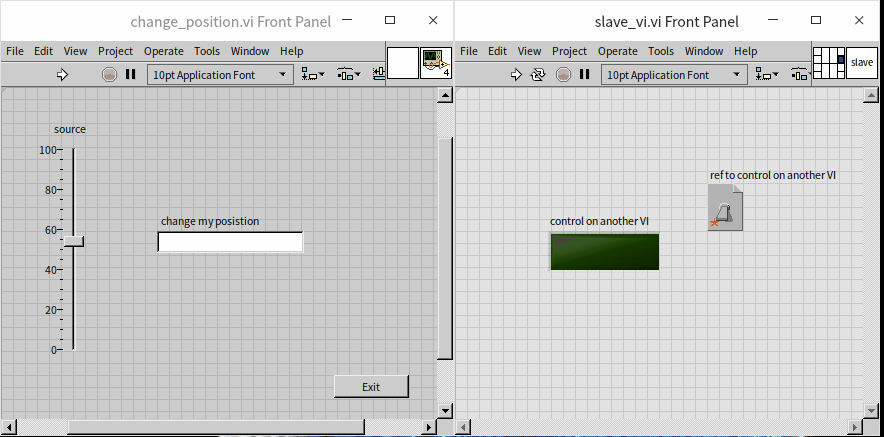 change_position.vi Front Panel
File Edit View Project Operate Tools Window Help
10pt Application Font
4
source
100
80
60
40
20
0
change my posistion
Exit
slave_vi.vi Front Panel
File Edit View Project Operate Tools Window Help
10pt Application Font
slave
ref to control on another VI
control on another VI